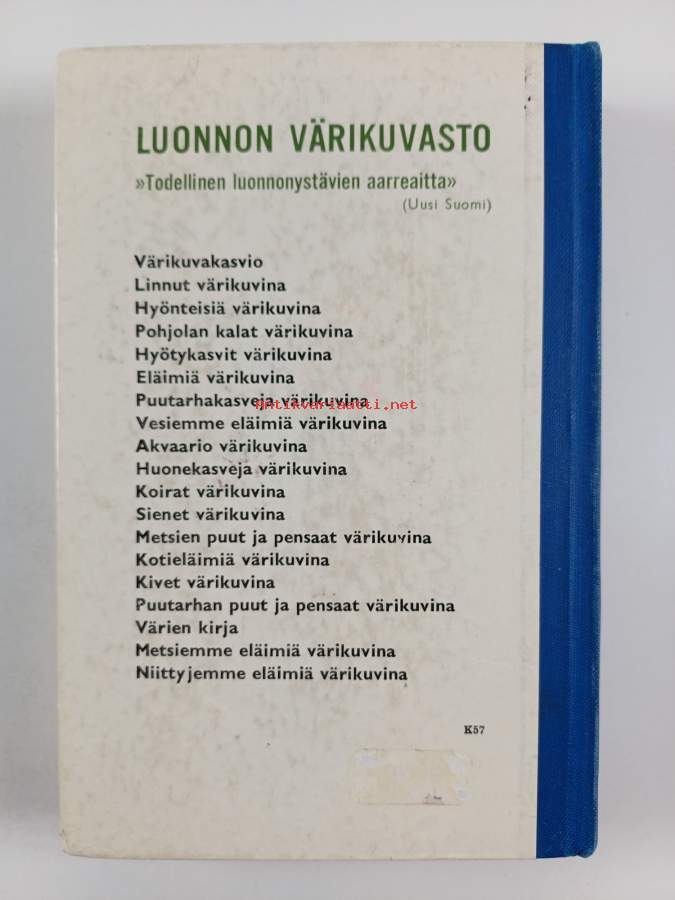 LUONNON VÄRIKUVASTO
»Todellinen luonnonystävien aarreaitta»
(Uusi Suomi)
Värikuvakasvio
Linnut värikuvina
Hyönteisiä värikuvina
Pohjolan kalat värikuvina
Hyötykasvit värikuvina
Eläimiä värikuvina
Puutarhakasveja värikuvina
Antikvariaatti.net
Vesiemme eläimiä värikuvina
Akvaario värikuvina
Huonekasveja värikuvina
Koirat värikuvina
Sienet värikuvina
Metsien puut ja pensaat värikuvina
Kotieläimiä värikuvina
Kivet värikuvina
Puutarhan puut ja pensaat värikuvina
Värien kirja
Metsiemme eläimiä värikuvina
Niittyjemme eläimiä värikuvina
K57